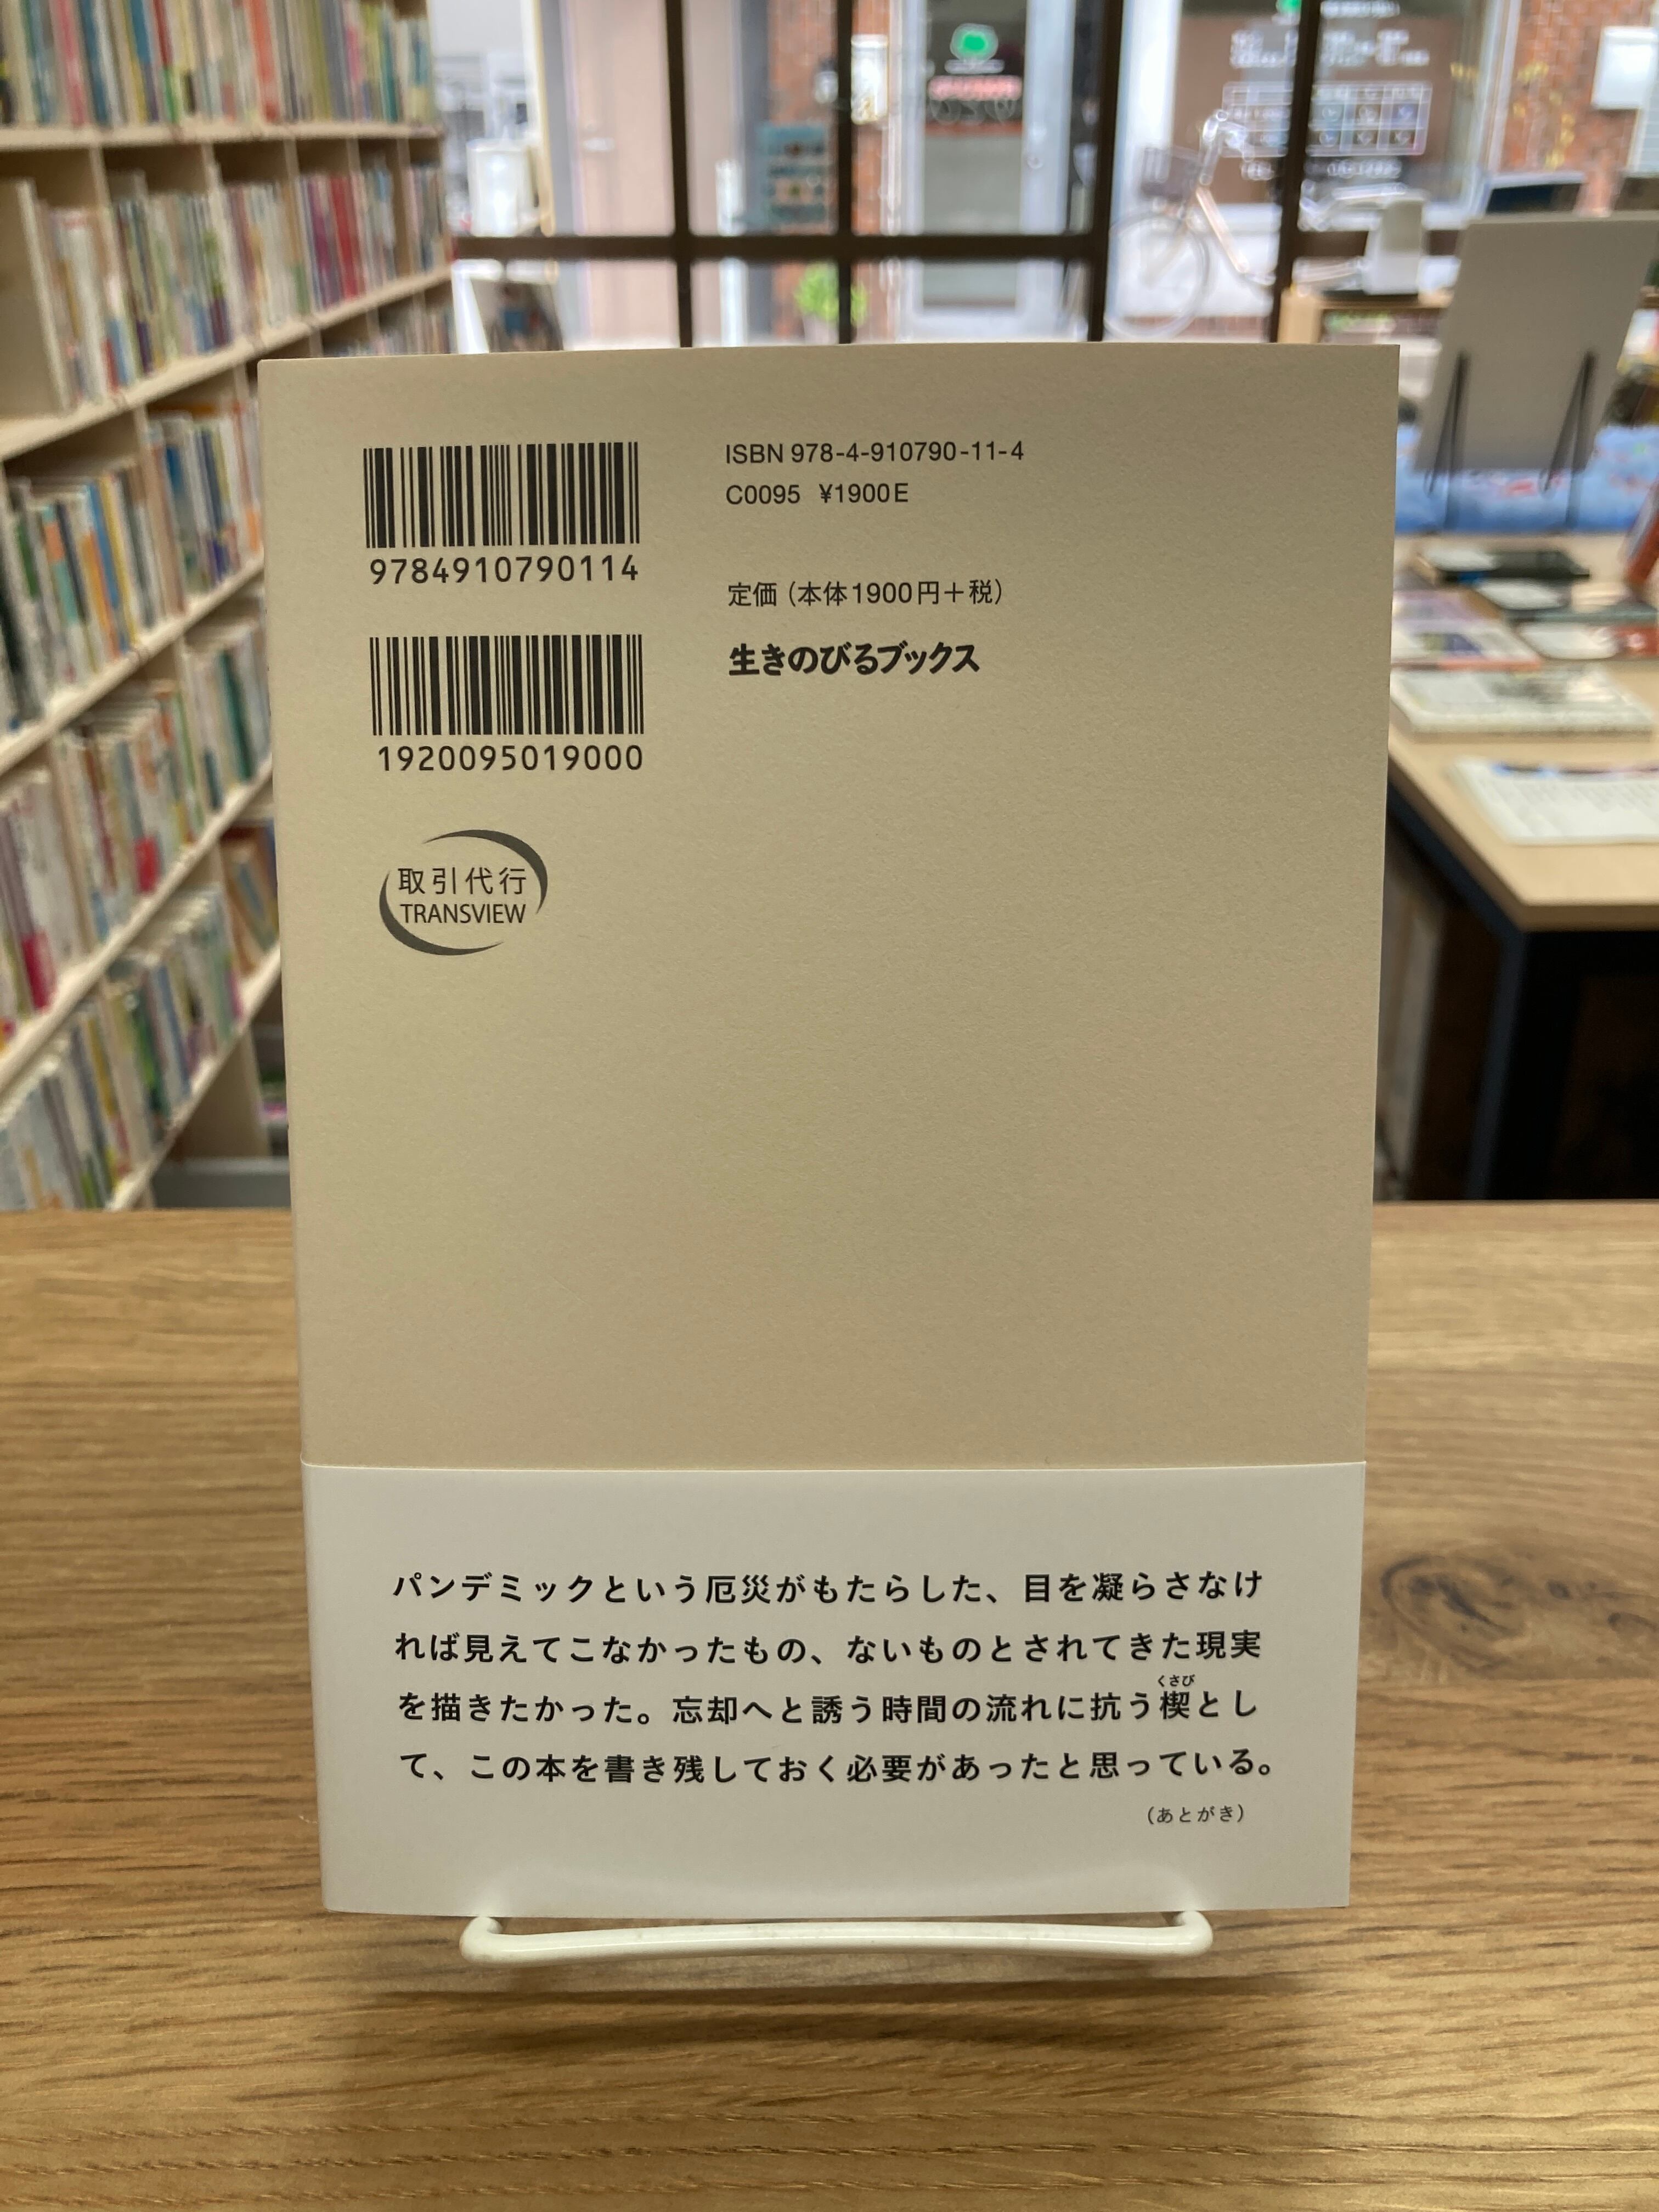 9784910790114
1920095019000
取引代行
TRANSVIEW
ISBN 978-4-910790-11-4
C0095 ¥1900E
定価（本体1900円＋税）
生きのびるブックス
パンデミックという厄災がもたらした、目を凝らさなけ
れば見えてこなかったもの、ないものとされてきた現実
くさび
を描きたかった。忘却へと誘う時間の流れに抗う楔とし
て、この本を書き残しておく必要があったと思っている。
（あとがき）